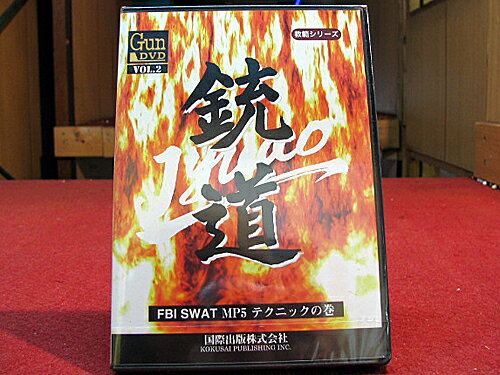 Gun
DVD
VOL.2
教範シリーズ
銃道
Jyudo
FBI SWAT MP5 テクニックの巻
国際出版株式会社
KOKUSAI PUBLISHING INC.